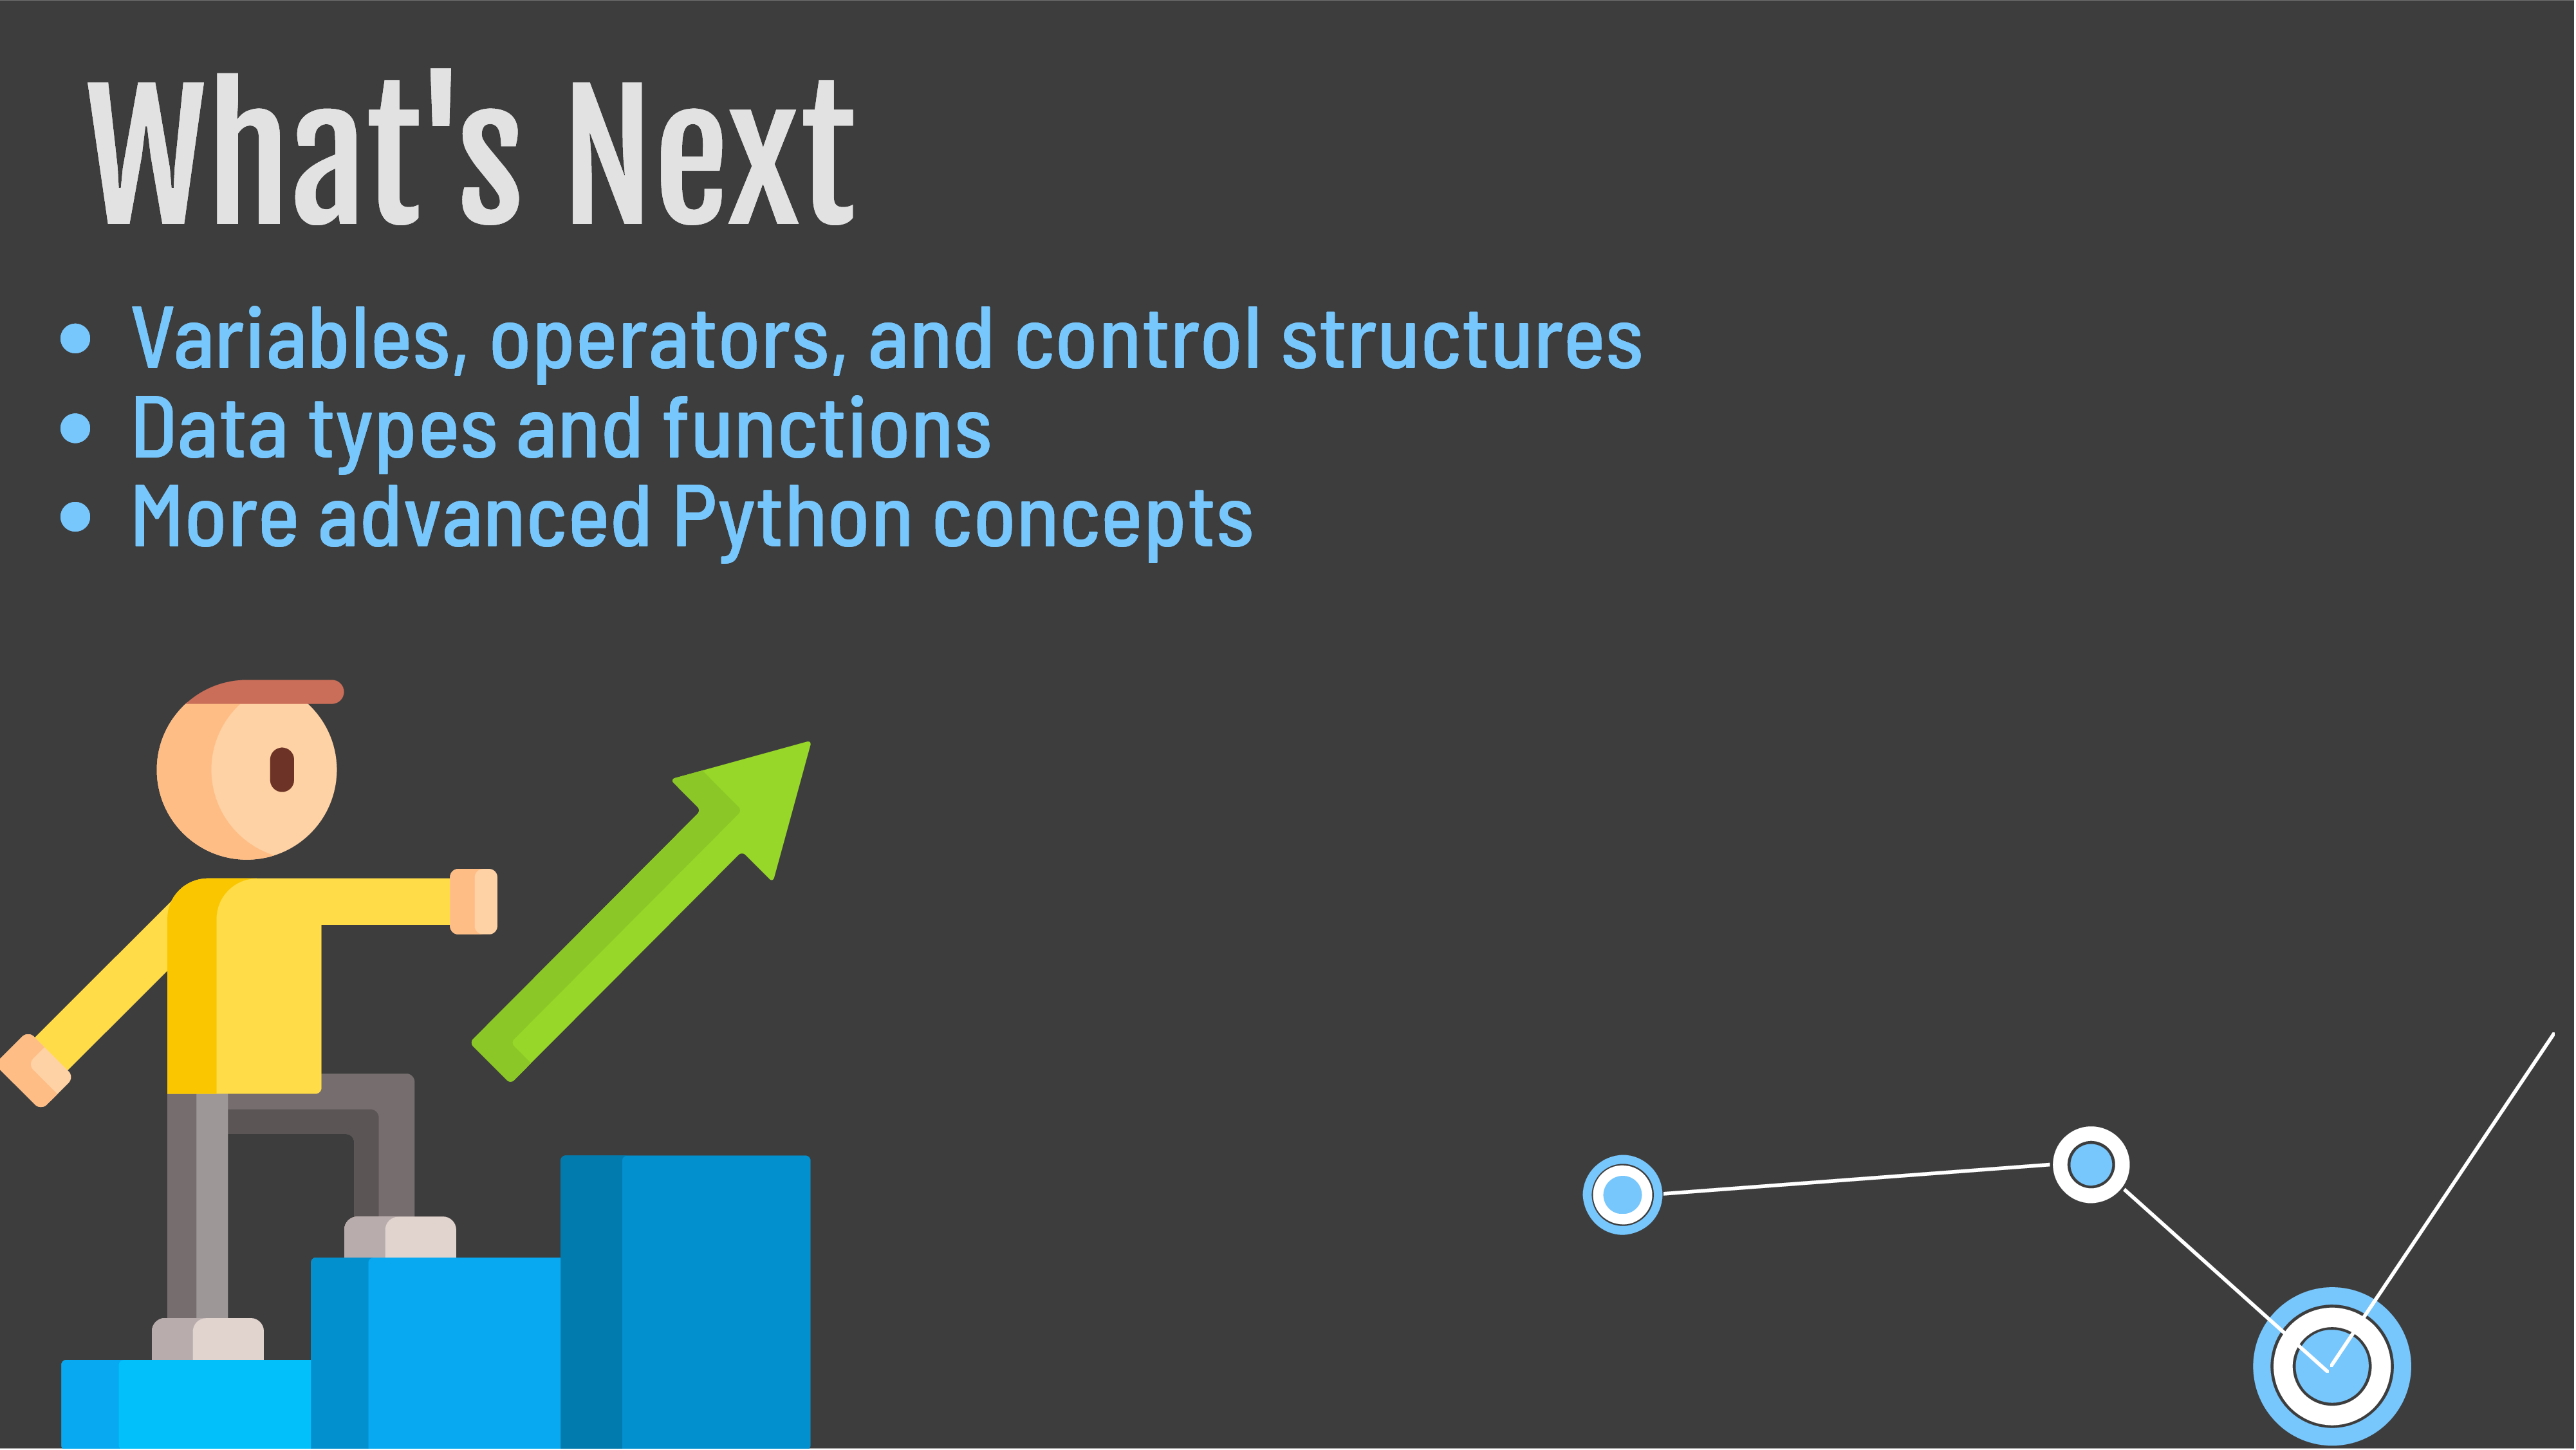 What's Next
• Variables, operators, and control structures
• Data types and functions
• More advanced Python concepts